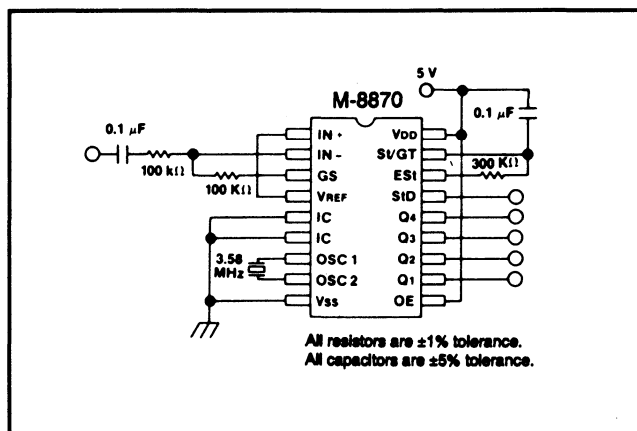 5 V
M-8870
0.1 μF
0.1 μF
100 kΩ
100 KΩ
300 KΩ
IN +
IN -
GS
VREF
IC
IC
OSC 1
OSC 2
Vss
VDD
St/GT
ESt
StD
Q4
Q3
Q2
Q1
OE
3.58
MHz
All resistors are ±1% tolerance.
All capacitors are ±5% tolerance.